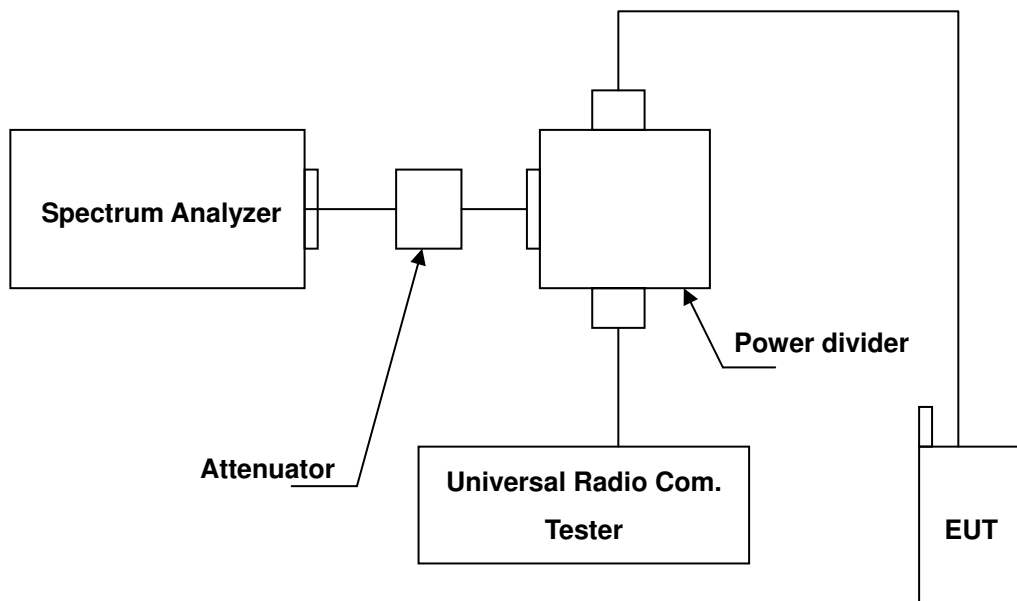 Spectrum Analyzer
Power divider
Attenuator
Universal Radio Com.
Tester
EUT